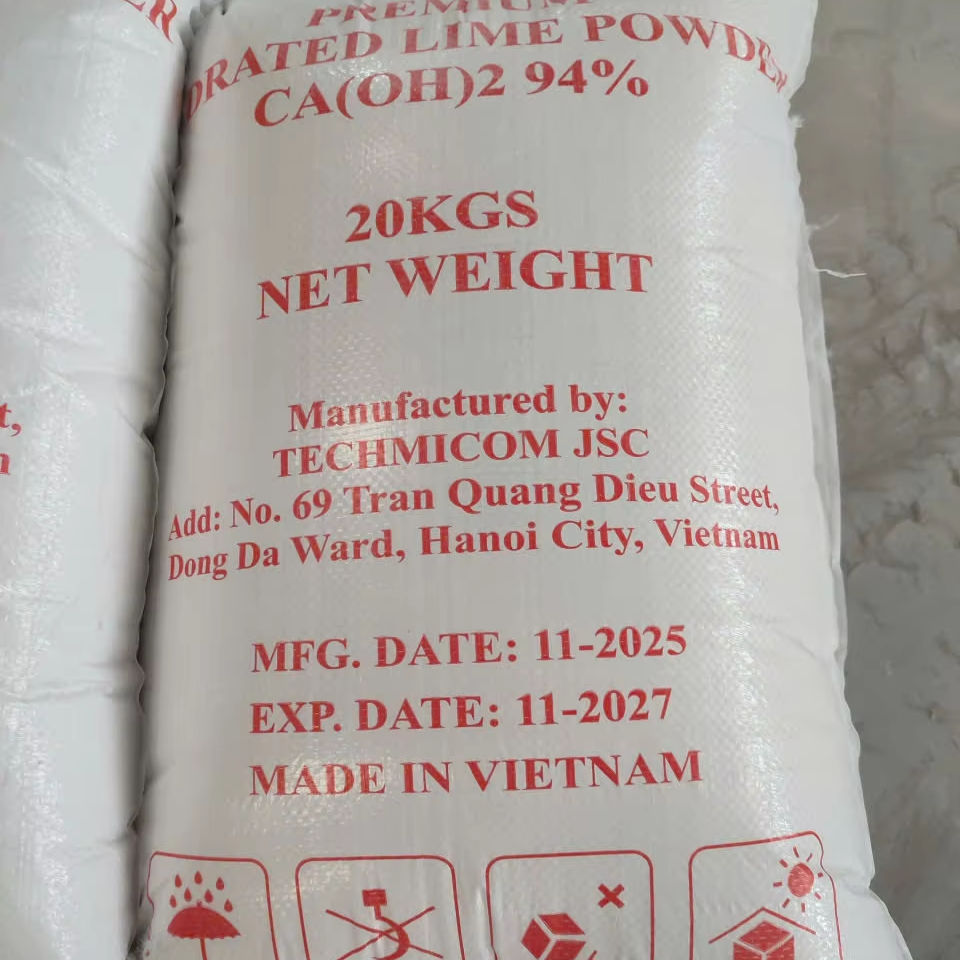 PREMIUM
DRATED LIME POWDER
CA(OH)2 94%
20KGS
NET WEIGHT
Manufactured by:
TECHMICOM JSC
Add: No. 69 Tran Quang Dieu Street,
Dong Da Ward, Hanoi City, Vietnam
MFG. DATE: 11-2025
EXP. DATE: 11-2027
MADE IN VIETNAM